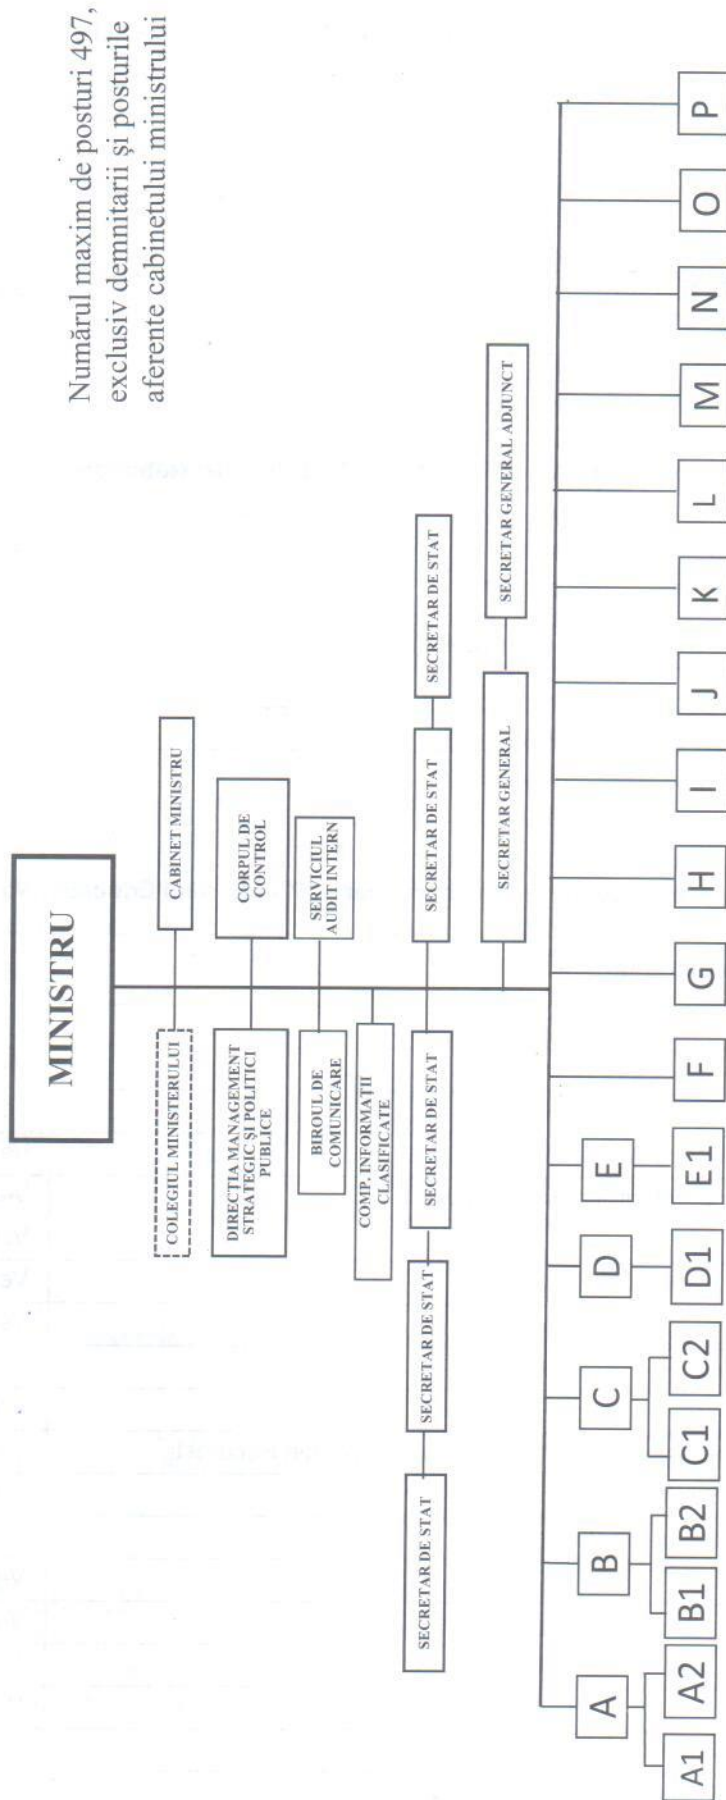 Numărul maxim de posturi 497,
exclusiv demnitarii și posturile
aferente cabinetului ministrului
MINISTRU
COLEGIUL MINISTERULUI
CABINET MINISTRU
DIRECȚIA MANAGEMENT
STRATEGIC ȘI POLITICI
PUBLICE
CORPUL DE
CONTROL
BIROUL DE
COMUNICARE
SERVICIUL
AUDIT INTERN
COMP. INFORMAȚII
CLASIFICATE
SECRETAR DE STAT
SECRETAR DE STAT
SECRETAR DE STAT
SECRETAR DE STAT
SECRETAR DE STAT
SECRETAR GENERAL
SECRETAR GENERAL ADJUNCT
A
B
C
D
E
A1
A2
B1
B2
C1
C2
D1
E1
F
G
H
I
J
K
L
M
N
O
P